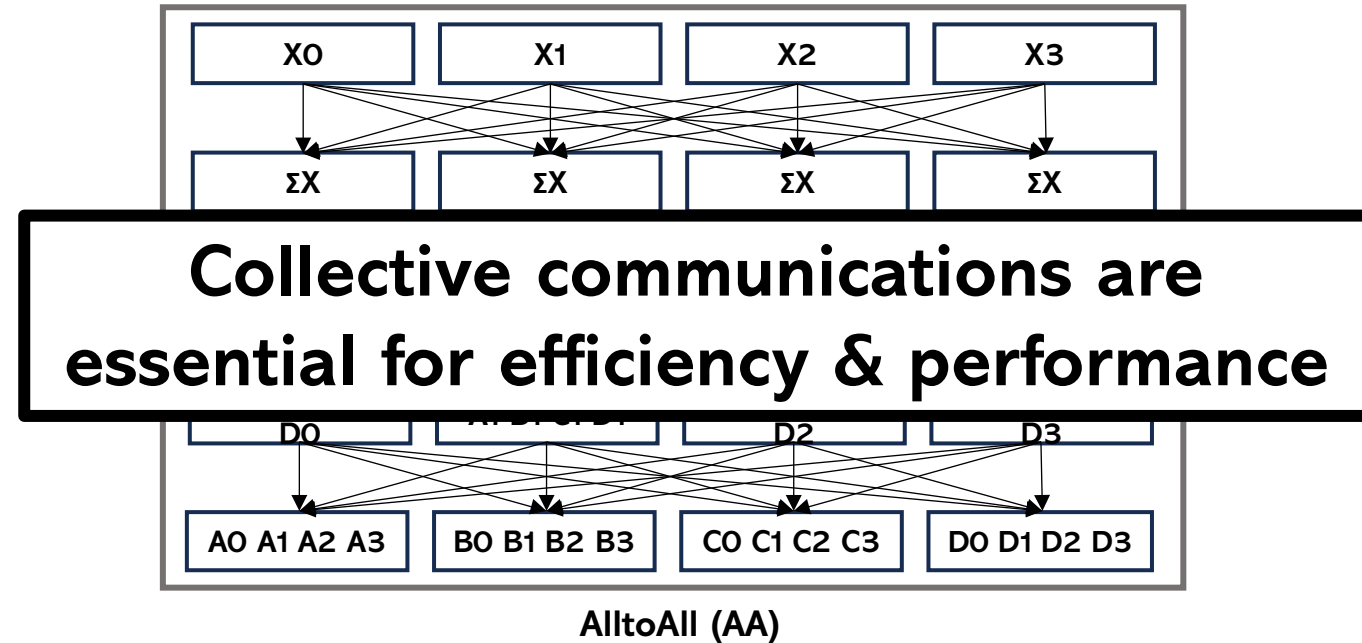 X0 X1 X2 X3
ΣX ΣX ΣX ΣX
Collective communications are
essential for efficiency & performance
D0 D2 D3
A0 A1 A2 A3 B0 B1 B2 B3 C0 C1 C2 C3 D0 D1 D2 D3
AlltoAll (AA)